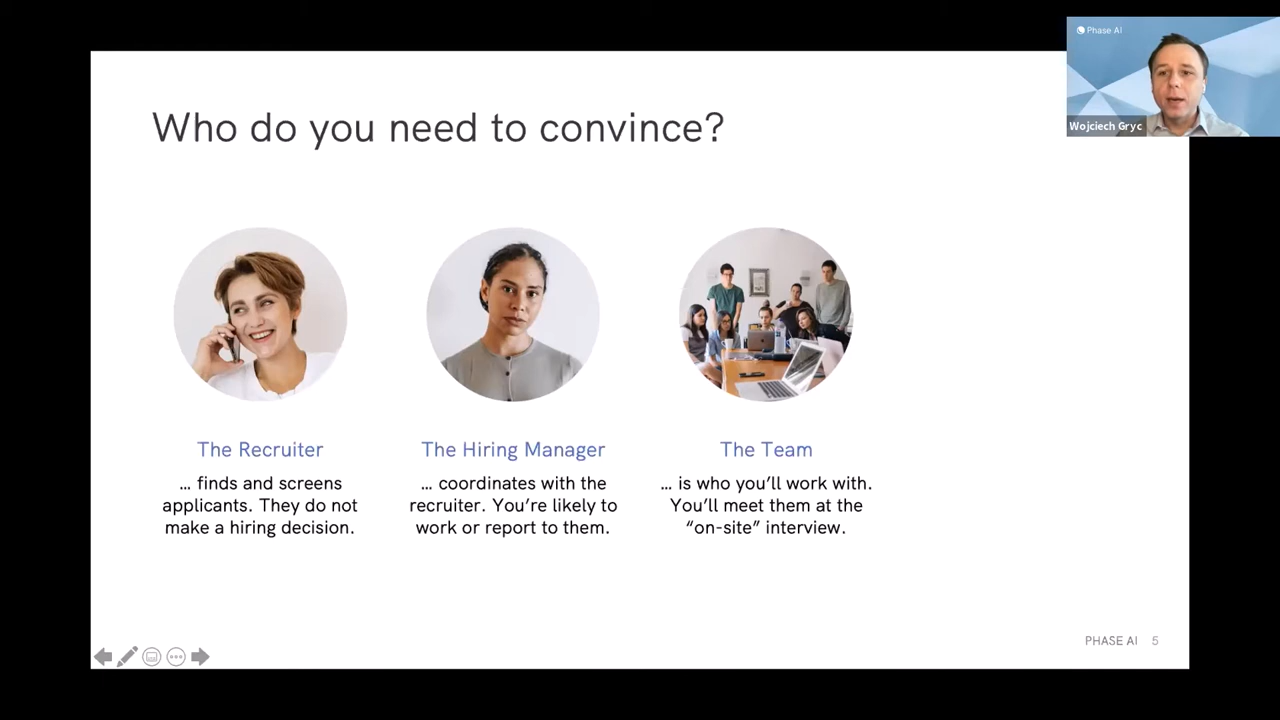 Phase AI
Wojciech Gryc
Who do you need to convince?
The Recruiter
... finds and screens
applicants. They do not
make a hiring decision.
The Hiring Manager
... coordinates with the
recruiter. You’re likely to
work or report to them.
The Team
... is who you’ll work with.
You’ll meet them at the
“on-site” interview.
PHASE AI 5